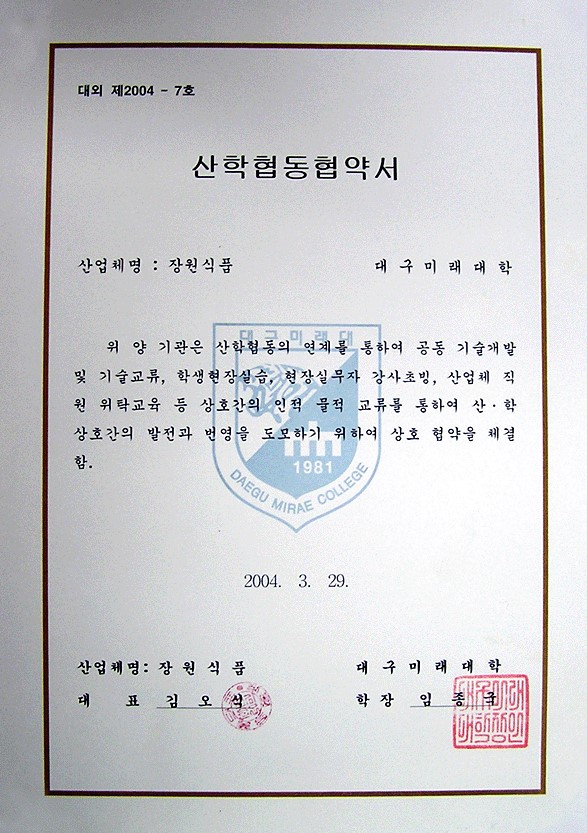 대외 제2004 - 7호
산학협동협약서
산업체명 : 장원식품 대구미래대학
위 양 기관은 산학협동의 연계를 통하여 공동 기술개발
및 기술교류, 학생현장실습, 현장실무자 강사초빙, 산업체 직
원 위탁교육 등 상호간의 인적 물적 교류를 통하여 산·학
상호간의 발전과 번영을 도모하기 위하여 상호 협약을 체결
함.
대구미래대
1981
DAEGU MIRAE COLLEGE
2004. 3. 29.
산업체명: 장원식품 대구미래대학
대 표 김오석 학장 임종국